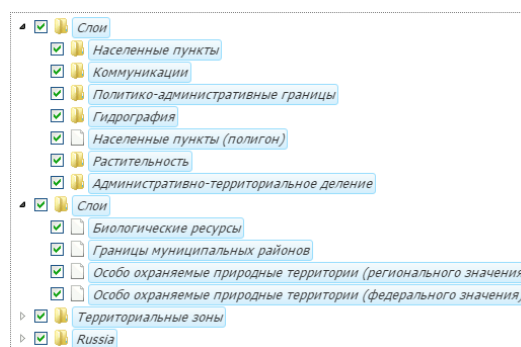 Слои
Населенные пункты
Коммуникации
Политико-административные границы
Гидрография
Населенные пункты (полигон)
Растительность
Административно-территориальное деление
Слои
Биологические ресурсы
Границы муниципальных районов
Особо охраняемые природные территории (регионального значения
Особо охраняемые природные территории (федерального значения)
Территориальные зоны
Russia